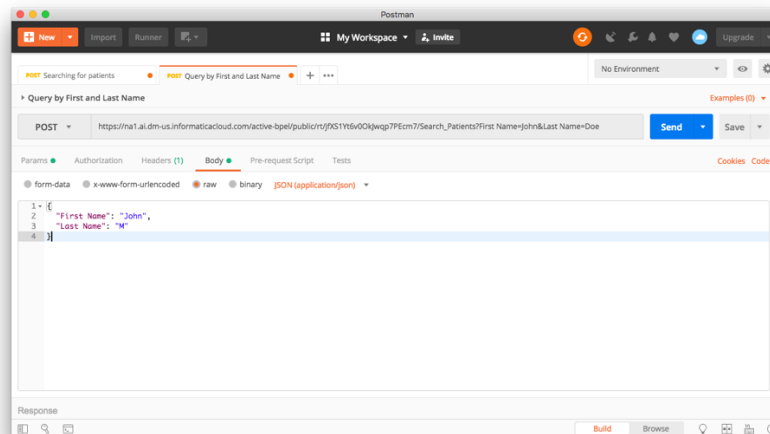 Postman
New Import Runner My Workspace Invite Upgrade
POST Searching for patients POST Query by First and Last Name + ••• No Environment
Query by First and Last Name Examples (0)
POST https://na1.ai.dm-us.informaticacloud.com/active-bpel/public/rt/jfXS1Yt6v0OkJwqp7PEcm7/Search_Patients?First Name=John&Last Name=Doe Send Save
Params Authorization Headers (1) Body Pre-request Script Tests Cookies Code
form-data x-www-form-urlencoded raw binary JSON (application/json)
1 {
2 "First Name": "John",
3 "Last Name": "M"
4 }
Response
Build Browse